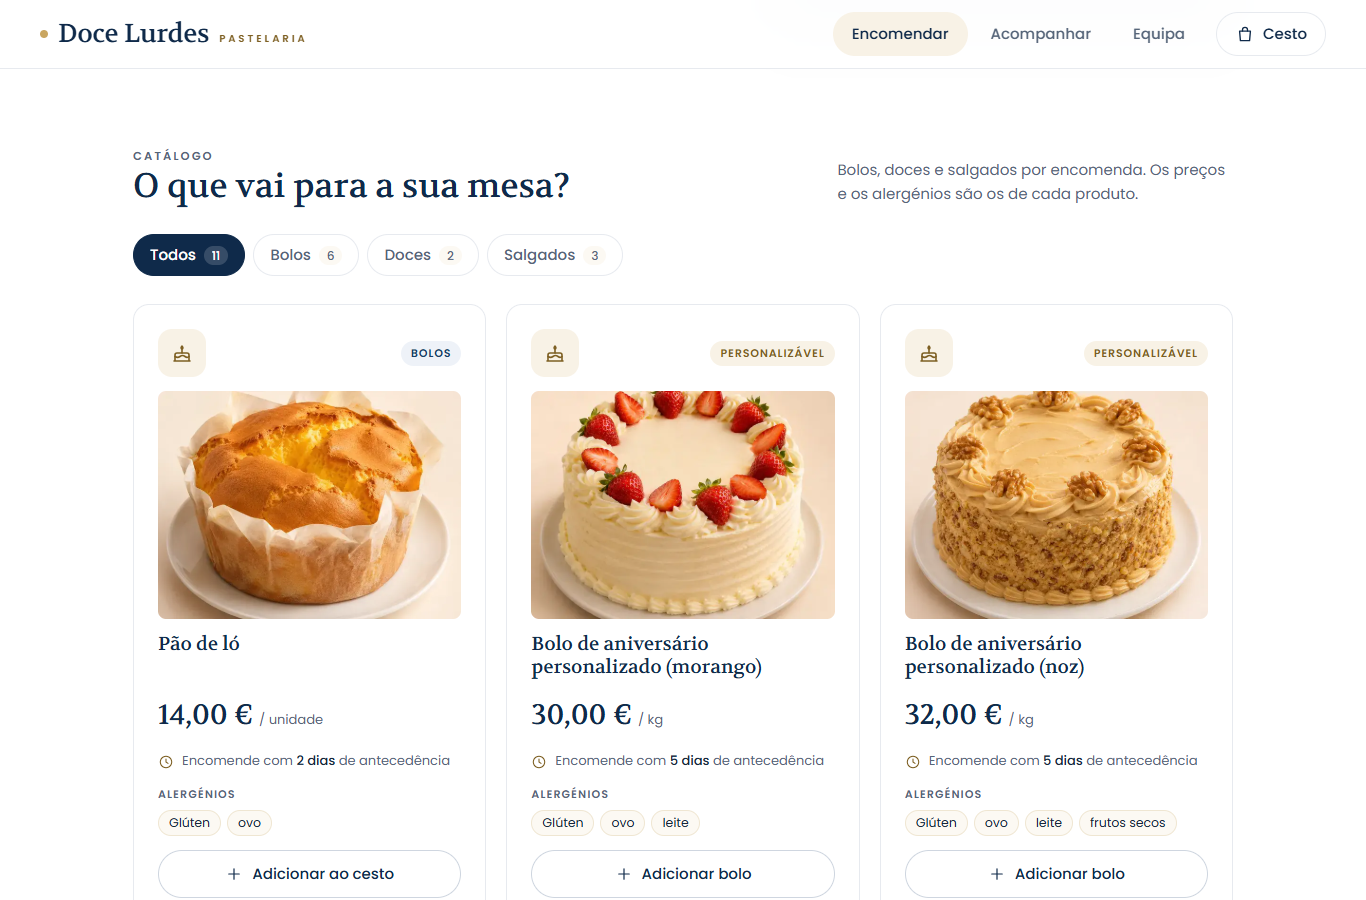 Doce Lurdes PASTELARIA
Encomendar
Acompanhar
Equipa
Cesto
CATÁLOGO
O que vai para a sua mesa?
Bolos, doces e salgados por encomenda. Os preços
e os alergénios são os de cada produto.
Todos 11
Bolos 6
Doces 2
Salgados 3
BOLOS
Pão de ló
14,00 € / unidade
Encomende com 2 dias de antecedência
ALERGÉNIOS
Glúten ovo
Adicionar ao cesto
PERSONALIZÁVEL
Bolo de aniversário
personalizado (morango)
30,00 € / kg
Encomende com 5 dias de antecedência
ALERGÉNIOS
Glúten ovo leite
Adicionar bolo
PERSONALIZÁVEL
Bolo de aniversário
personalizado (noz)
32,00 € / kg
Encomende com 5 dias de antecedência
ALERGÉNIOS
Glúten ovo leite frutos secos
Adicionar bolo